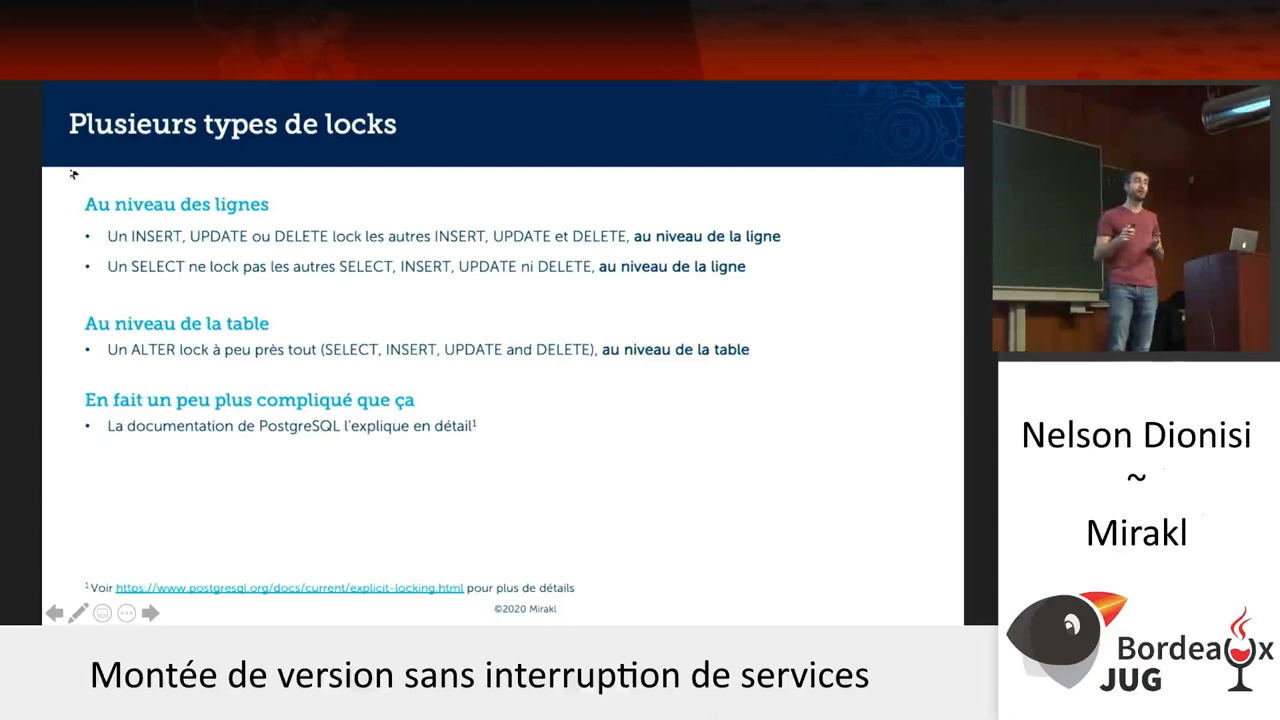 Plusieurs types de locks
Au niveau des lignes
• Un INSERT, UPDATE ou DELETE lock les autres INSERT, UPDATE et DELETE, au niveau de la ligne
• Un SELECT ne lock pas les autres SELECT, INSERT, UPDATE ni DELETE, au niveau de la ligne
Au niveau de la table
• Un ALTER lock à peu près tout (SELECT, INSERT, UPDATE and DELETE), au niveau de la table
En fait un peu plus compliqué que ça
• La documentation de PostgreSQL l'explique en détail¹
¹ Voir https://www.postgresql.org/docs/current/explicit-locking.html pour plus de détails
©2020 Mirakl
Nelson Dionisi
~
Mirakl
Bordeaux
JUG
Montée de version sans interruption de services